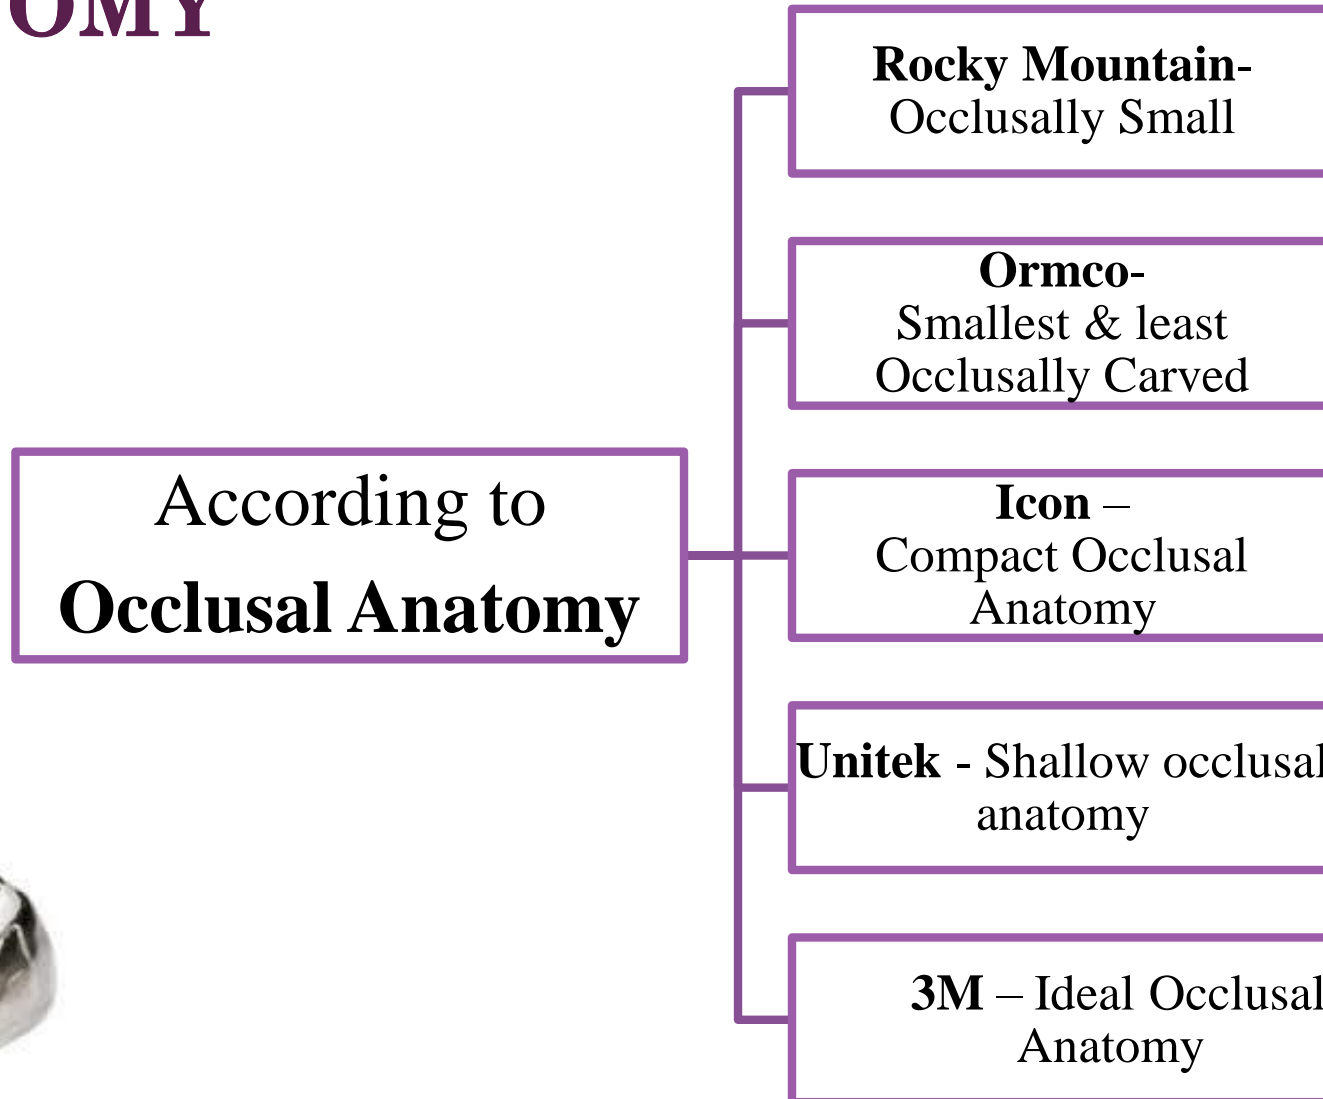 OMY
Rocky Mountain-
Occlusally Small
Ormco-
Smallest & least
Occlusally Carved
According to
Occlusal Anatomy
Icon –
Compact Occlusal
Anatomy
Unitek - Shallow occlusal
anatomy
3M – Ideal Occlusal
Anatomy